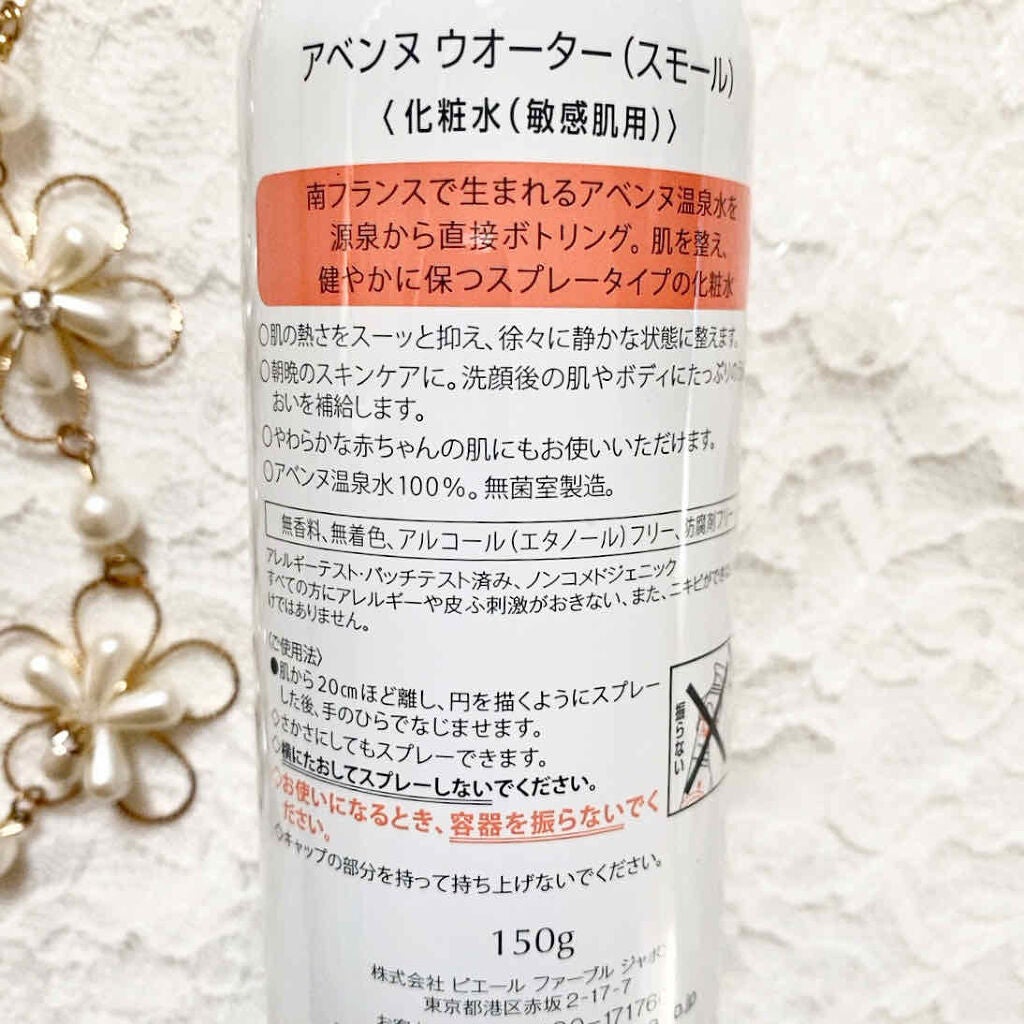 アベンヌ ウオーター(スモール)
〈化粧水(敏感肌用)〉
南フランスで生まれるアベンヌ温泉水を
源泉から直接ボトリング。肌を整え、
健やかに保つスプレータイプの化粧水
○肌の熱さをスーッと抑え、徐々に静かな状態に整えます。
○朝晩のスキンケアに。洗顔後の肌やボディにたっぷりのうる
おいを補給します。
○やわらかな赤ちゃんの肌にもお使いいただけます。
○アベンヌ温泉水100%。無菌室製造。
無香料、無着色、アルコール(エタノール)フリー、防腐剤フリー
アレルギーテスト・パッチテスト済み、ノンコメドジェニック
すべての方にアレルギーや皮ふ刺激がおきない、また、ニキビができない
けではありません。
〈ご使用法〉
●肌から20cmほど離し、円を描くようにスプレー
した後、手のひらでなじませます。
◇さかさにしてもスプレーできます。
◇横にたおしてスプレーしないでください。
◇お使いになるとき、容器を振らないでく
ださい。
◇キャップの部分を持って持ち上げないでください。
振らない
150g
株式会社 ピエール ファーブル ジャポ
東京都港区赤坂2-17-7
お客
-17176
.jp